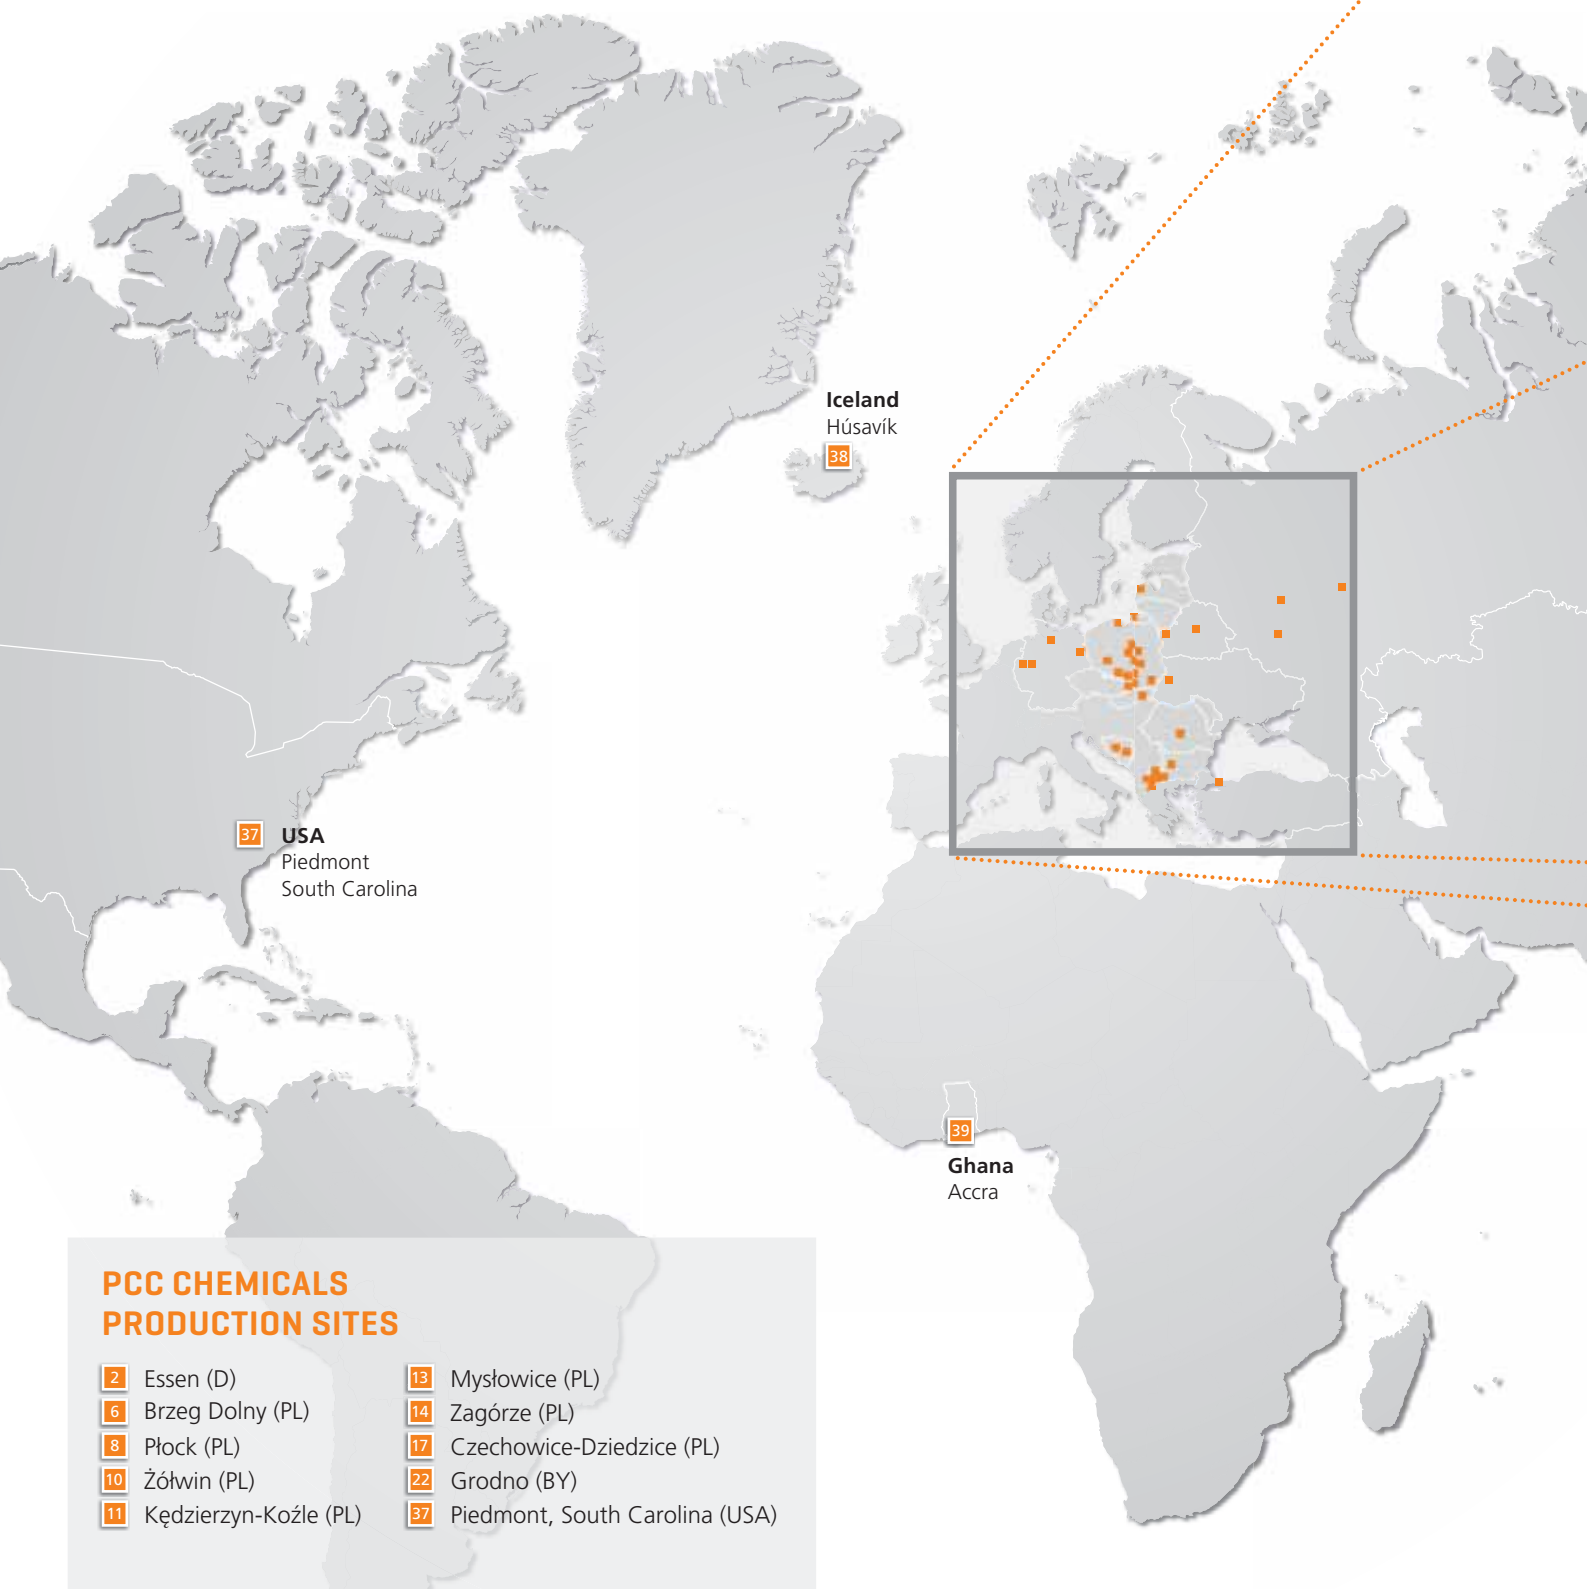 Iceland
Húsavík
38
37 USA
Piedmont
South Carolina
39
Ghana
Accra
PCC CHEMICALS
PRODUCTION SITES
2 Essen (D)
6 Brzeg Dolny (PL)
8 Płock (PL)
10 Żółwin (PL)
11 Kędzierzyn-Koźle (PL)
13 Mysłowice (PL)
14 Zagórze (PL)
17 Czechowice-Dziedzice (PL)
22 Grodno (BY)
37 Piedmont, South Carolina (USA)